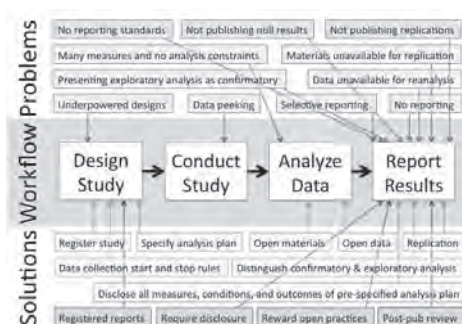 No reporting standards Not publishing null results Not publishing replications
Many measures and no analysis constraints Materials unavailable for replication
Presenting exploratory analysis as confirmatory Data unavailable for reanalysis
Underpowered designs Data peeking Selective reporting No reporting
Problems
Workflow
Solutions
Design Study
Conduct Study
Analyze Data
Report Results
Register study Specify analysis plan Open materials Open data Replication
Data collection start and stop rules Distinguish confirmatory & exploratory analysis
Disclose all measures, conditions, and outcomes of pre-specified analysis plan
Registered reports Require disclosure Reward open practices Post-pub review